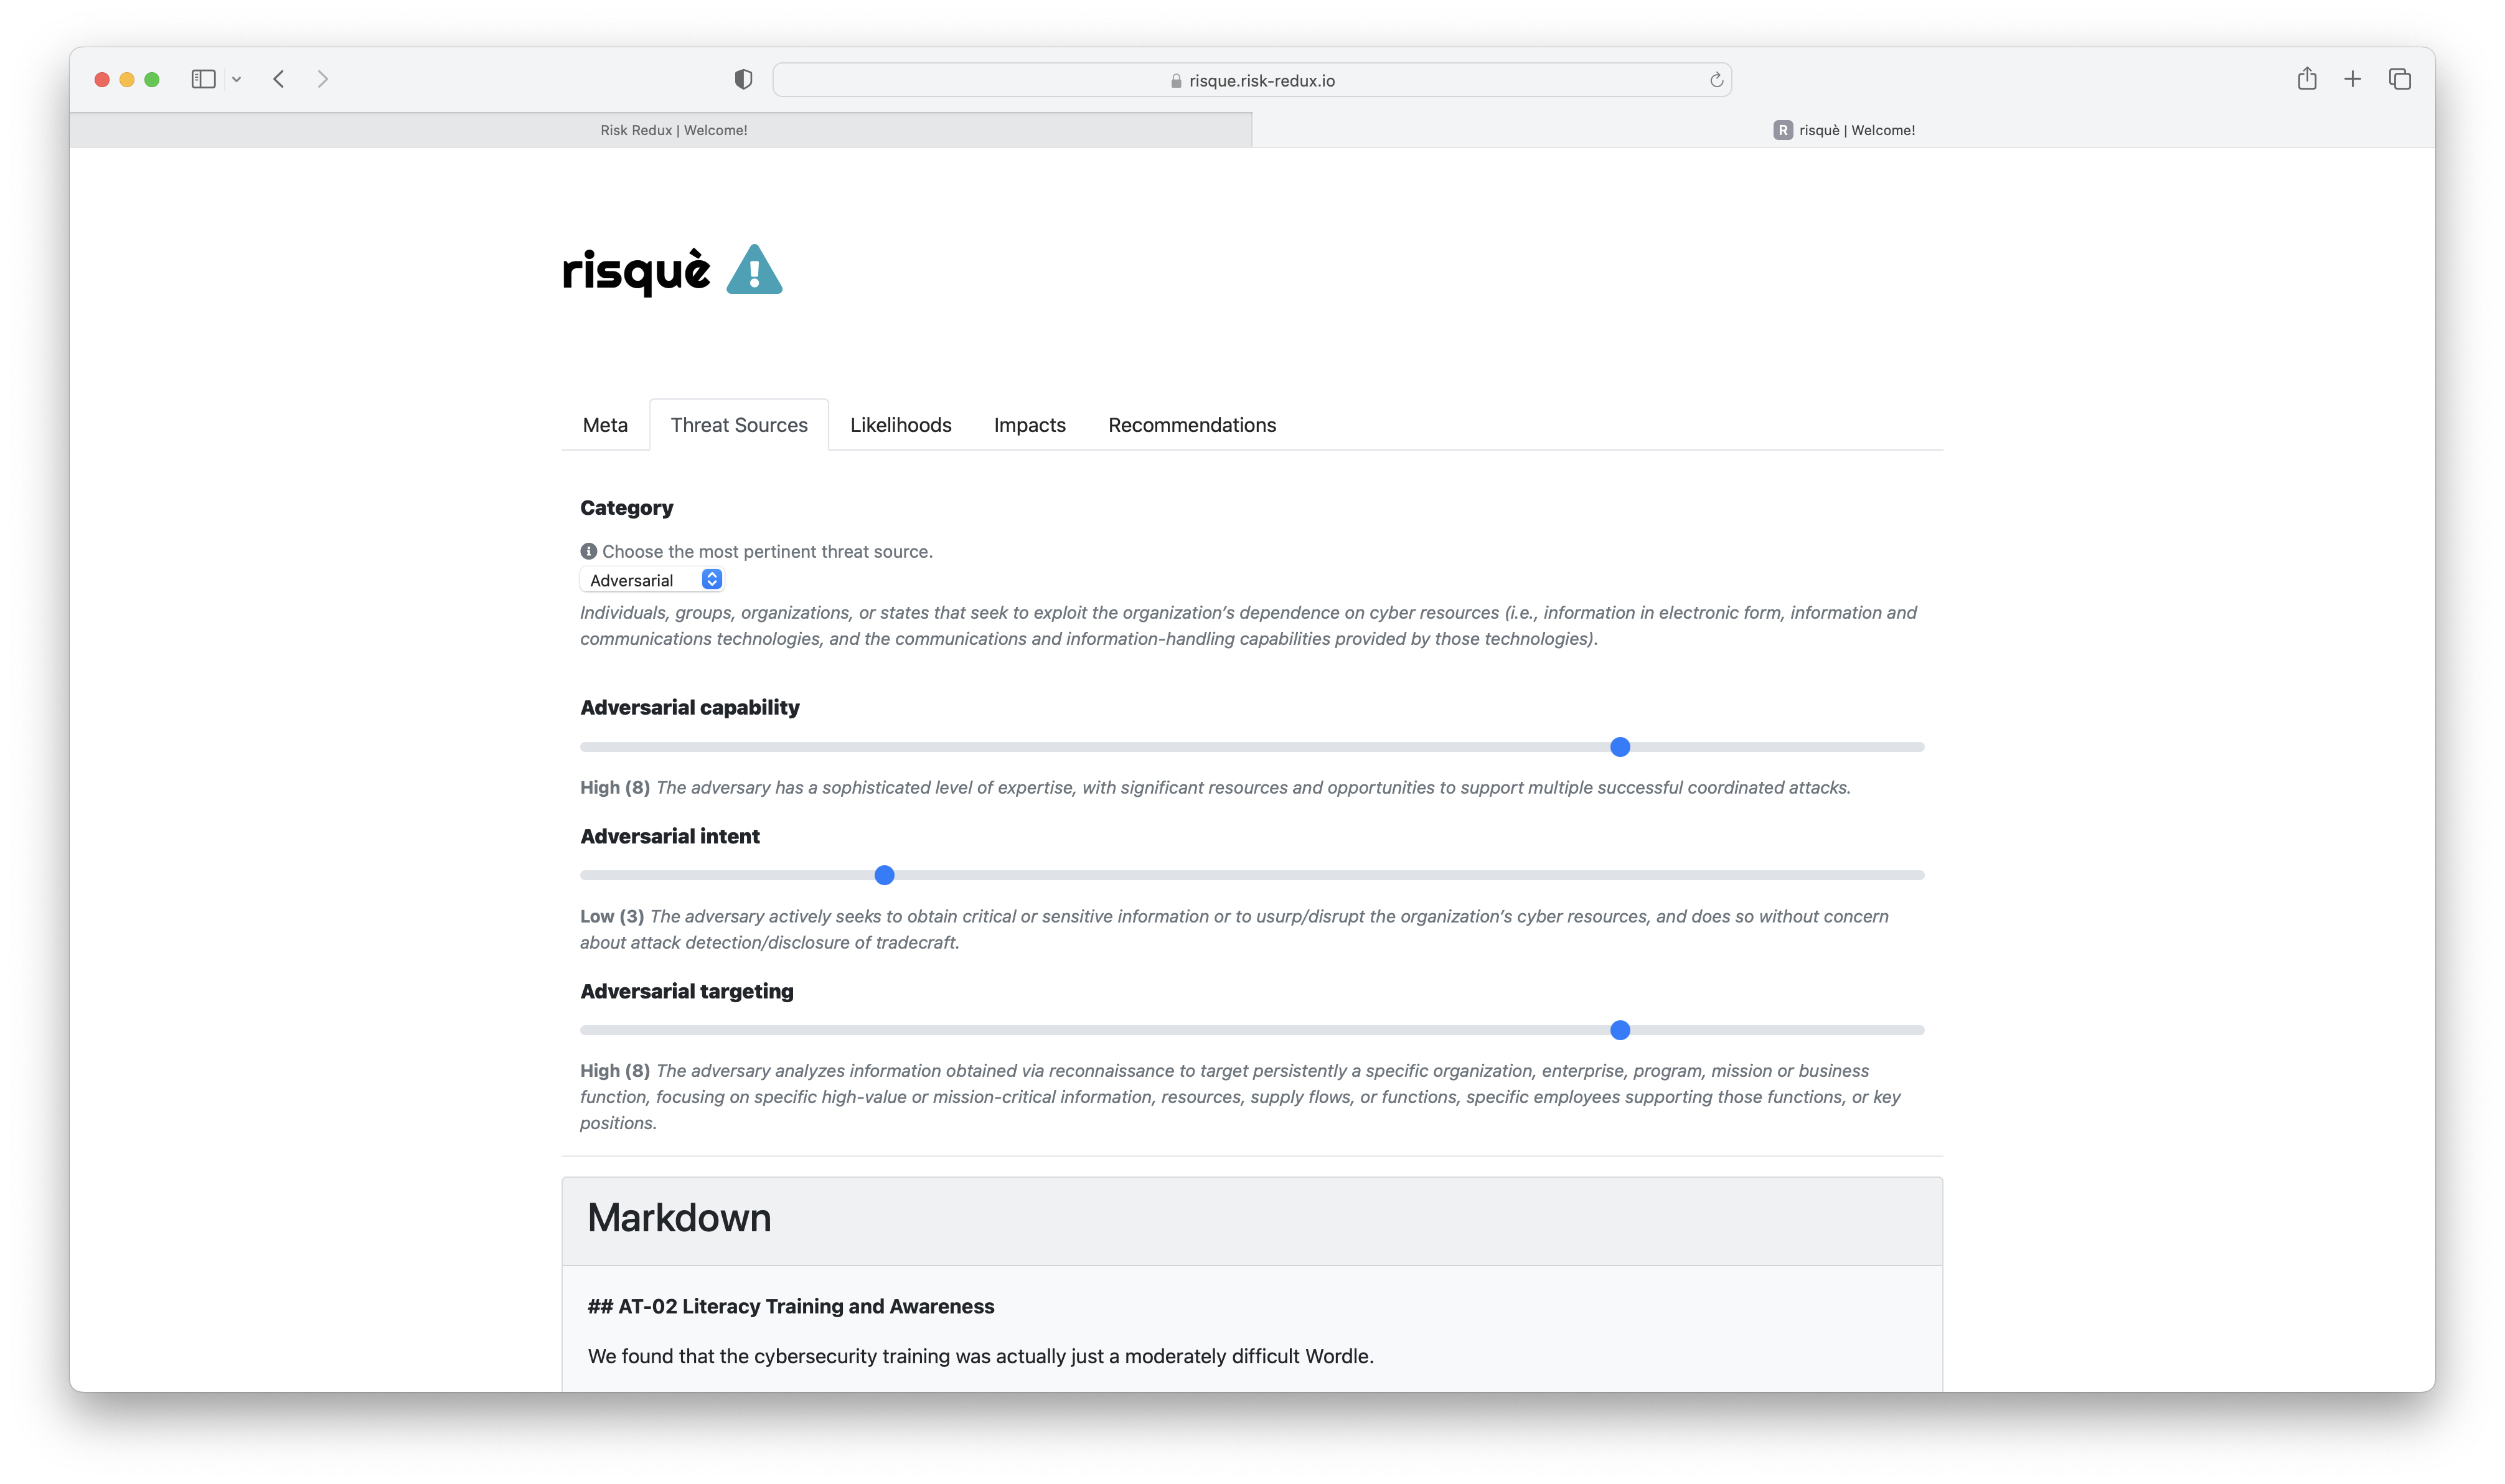 risque.risk-redux.io
Risk Redux | Welcome!
R risquè | Welcome!
risquè
Meta
Threat Sources
Likelihoods
Impacts
Recommendations
Category
Choose the most pertinent threat source.
Adversarial
Individuals, groups, organizations, or states that seek to exploit the organization’s dependence on cyber resources (i.e., information in electronic form, information and
communications technologies, and the communications and information-handling capabilities provided by those technologies).
Adversarial capability
High (8) The adversary has a sophisticated level of expertise, with significant resources and opportunities to support multiple successful coordinated attacks.
Adversarial intent
Low (3) The adversary actively seeks to obtain critical or sensitive information or to usurp/disrupt the organization’s cyber resources, and does so without concern
about attack detection/disclosure of tradecraft.
Adversarial targeting
High (8) The adversary analyzes information obtained via reconnaissance to target persistently a specific organization, enterprise, program, mission or business
function, focusing on specific high-value or mission-critical information, resources, supply flows, or functions, specific employees supporting those functions, or key
positions.
Markdown
## AT-02 Literacy Training and Awareness
We found that the cybersecurity training was actually just a moderately difficult Wordle.